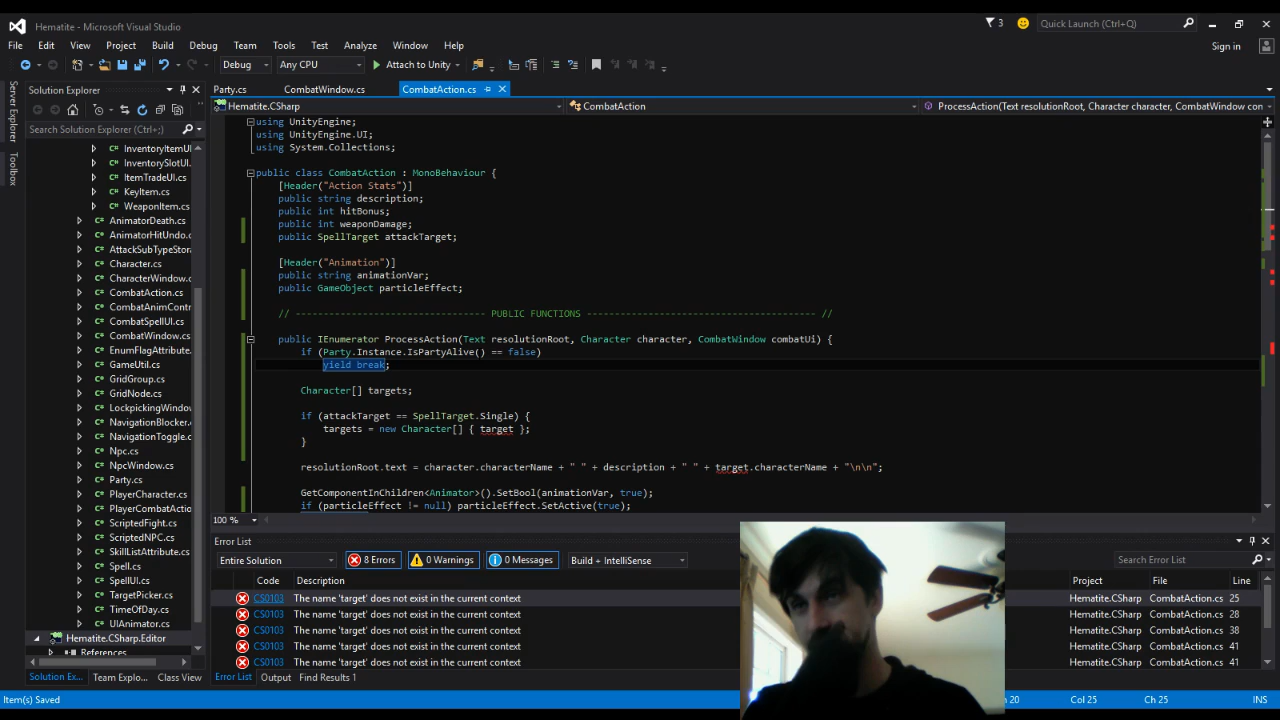 Hematite - Microsoft Visual Studio
3
Quick Launch (Ctrl+Q)
File Edit View Project Build Debug Team Tools Test Analyze Window Help
Sign in
Debug Any CPU Attach to Unity
Server Explorer
Toolbox
Solution Explorer
Search Solution Explorer (Ctrl+;)
InventoryItemUI
InventorySlotUI.
ItemTradeUI.cs
KeyItem.cs
WeaponItem.cs
AnimatorDeath.cs
AnimatorHitUndo.c
AttackSubTypeStora
Character.cs
CharacterWindow.c
CombatAction.cs
CombatAnimContr
CombatSpellUI.cs
CombatWindow.cs
EnumFlagAttribute.
GameUtil.cs
GridGroup.cs
GridNode.cs
LockpickingWindov
NavigationBlocker.c
NavigationToggle.c
Npc.cs
NpcWindow.cs
Party.cs
PlayerCharacter.cs
PlayerCombatActio
ScriptedFight.cs
ScriptedNPC.cs
SkillListAttribute.cs
Spell.cs
SpellUI.cs
TargetPicker.cs
TimeOfDay.cs
UIAnimator.cs
Hematite.CSharp.Editor
References
Solution Ex... Team Explo... Class View
Party.cs CombatWindow.cs CombatAction.cs
Hematite.CSharp CombatAction ProcessAction(Text resolutionRoot, Character character, CombatWindow com
using UnityEngine;
using UnityEngine.UI;
using System.Collections;
public class CombatAction : MonoBehaviour {
[Header("Action Stats")]
public string description;
public int hitBonus;
public int weaponDamage;
public SpellTarget attackTarget;
[Header("Animation")]
public string animationVar;
public GameObject particleEffect;
// -------------------------------- PUBLIC FUNCTIONS -------------------------------------- //
public IEnumerator ProcessAction(Text resolutionRoot, Character character, CombatWindow combatUi) {
if (Party.Instance.IsPartyAlive() == false)
yield break;
Character[] targets;
if (attackTarget == SpellTarget.Single) {
targets = new Character[] { target };
}
resolutionRoot.text = character.characterName + " " + description + " " + target.characterName + "\n\n";
GetComponentInChildren<Animator>().SetBool(animationVar, true);
if (particleEffect != null) particleEffect.SetActive(true);
100 %
Error List
Entire Solution 8 Errors 0 Warnings 0 Messages Build + IntelliSense Search Error List
Code Description Project File Line
CS0103 The name 'target' does not exist in the current context Hematite.CSharp CombatAction.cs 25
CS0103 The name 'target' does not exist in the current context Hematite.CSharp CombatAction.cs 28
CS0103 The name 'target' does not exist in the current context Hematite.CSharp CombatAction.cs 38
CS0103 The name 'target' does not exist in the current context Hematite.CSharp CombatAction.cs 41
CS0103 The name 'target' does not exist in the current context Hematite.CSharp CombatAction.cs 41
Error List Output Find Results 1
Item(s) Saved
20 Col 25 Ch 25 INS